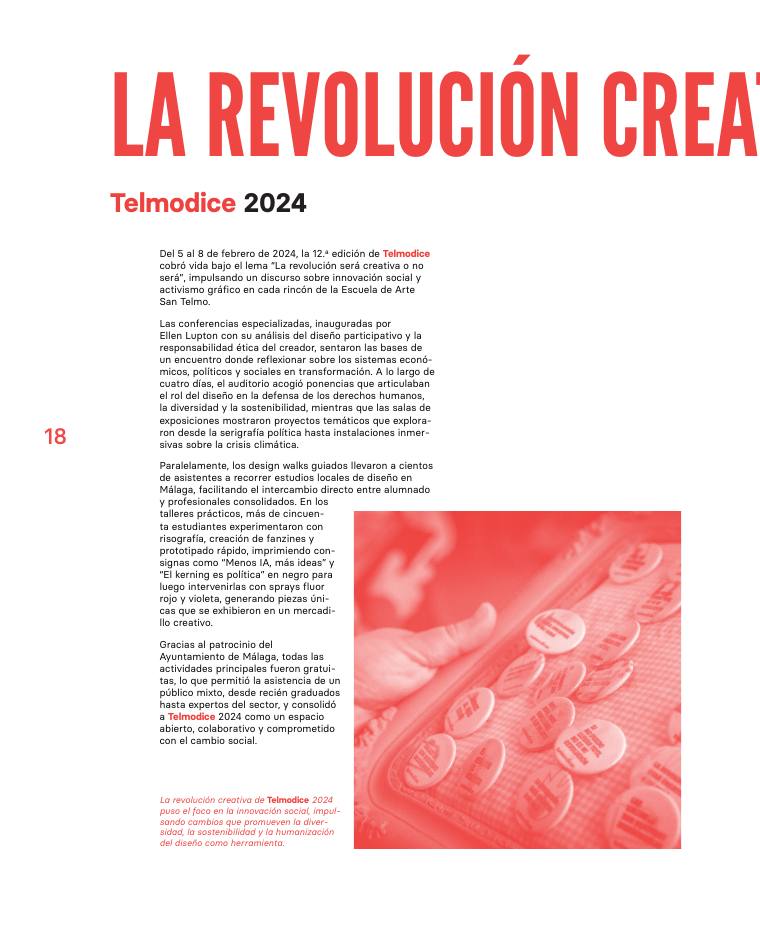 LA REVOLUCIÓN CREAT
Telmodice 2024
Del 5 al 8 de febrero de 2024, la 12.ª edición de Telmodice
cobró vida bajo el lema “La revolución será creativa o no
será”, impulsando un discurso sobre innovación social y
activismo gráfico en cada rincón de la Escuela de Arte
San Telmo.
Las conferencias especializadas, inauguradas por
Ellen Lupton con su análisis del diseño participativo y la
responsabilidad ética del creador, sentaron las bases de
un encuentro donde reflexionar sobre los sistemas econó-
micos, políticos y sociales en transformación. A lo largo de
cuatro días, el auditorio acogió ponencias que articulaban
el rol del diseño en la defensa de los derechos humanos,
la diversidad y la sostenibilidad, mientras que las salas de
exposiciones mostraron proyectos temáticos que explora-
ron desde la serigrafía política hasta instalaciones inmer-
sivas sobre la crisis climática.
18
Paralelamente, los design walks guiados llevaron a cientos
de asistentes a recorrer estudios locales de diseño en
Málaga, facilitando el intercambio directo entre alumnado
y profesionales consolidados. En los
talleres prácticos, más de cincuen-
ta estudiantes experimentaron con
risografía, creación de fanzines y
prototipado rápido, imprimiendo con-
signas como “Menos IA, más ideas” y
“El kerning es política” en negro para
luego intervenirlas con sprays fluor
rojo y violeta, generando piezas úni-
cas que se exhibieron en un mercadi-
llo creativo.
Gracias al patrocinio del
Ayuntamiento de Málaga, todas las
actividades principales fueron gratui-
tas, lo que permitió la asistencia de un
público mixto, desde recién graduados
hasta expertos del sector, y consolidó
a Telmodice 2024 como un espacio
abierto, colaborativo y comprometido
con el cambio social.
La revolución creativa de Telmodice 2024
puso el foco en la innovación social, impul-
sando cambios que promueven la diver-
sidad, la sostenibilidad y la humanización
del diseño como herramienta.